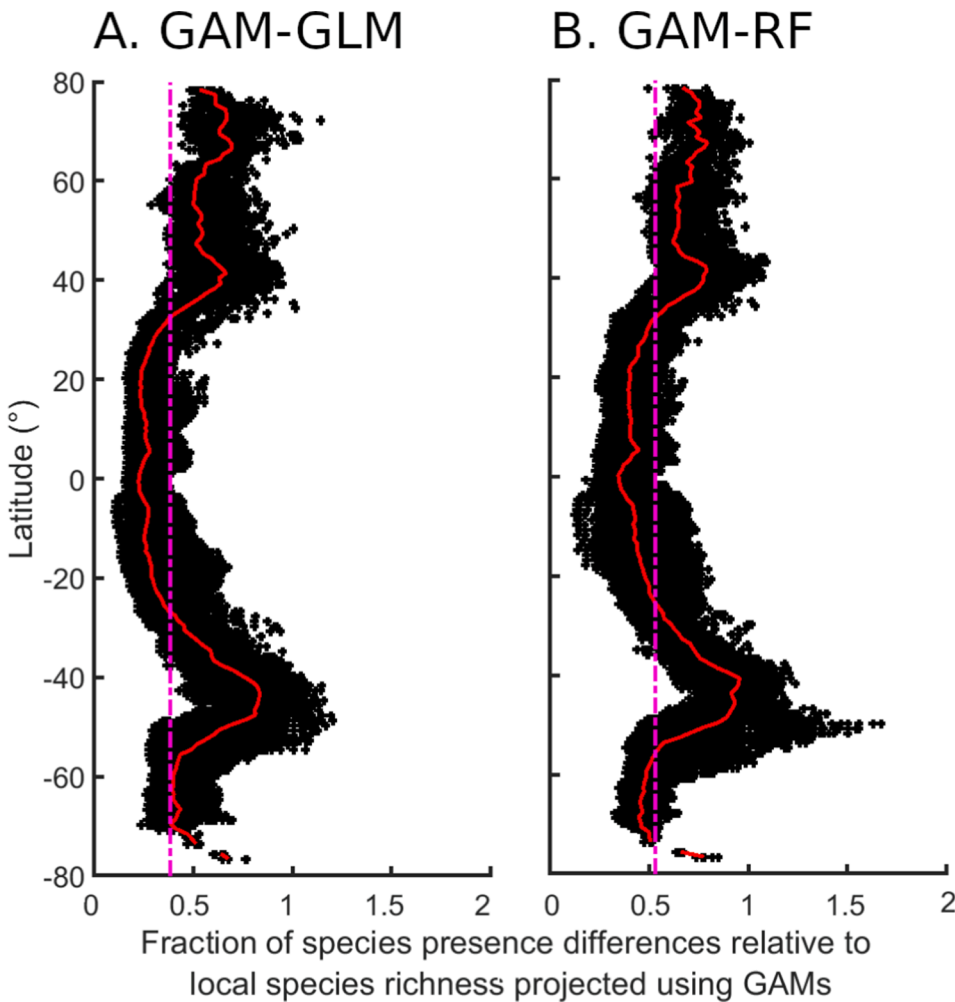 A. GAM-GLM
B. GAM-RF
80
60
40
20
0
-20
-40
-60
-80
Latitude (°)
0 0.5 1 1.5 2
0 0.5 1 1.5 2
Fraction of species presence differences relative to
local species richness projected using GAMs